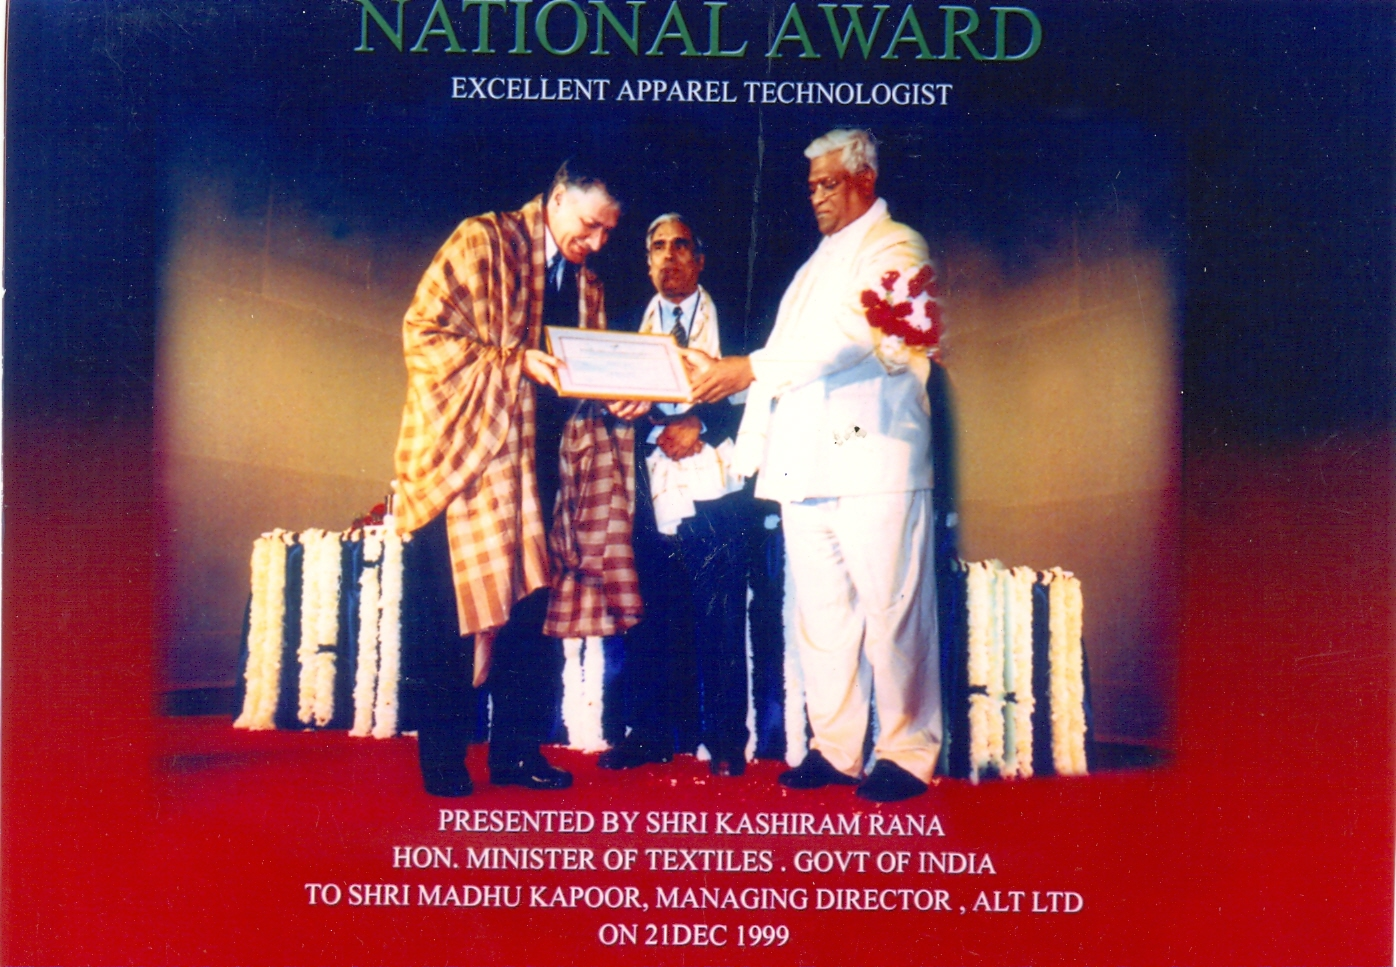 NATIONAL AWARD
EXCELLENT APPAREL TECHNOLOGIST
PRESENTED BY SHRI KASHIRAM RANA
HON. MINISTER OF TEXTILES . GOVT OF INDIA
TO SHRI MADHU KAPOOR, MANAGING DIRECTOR , ALT LTD
ON 21DEC 1999